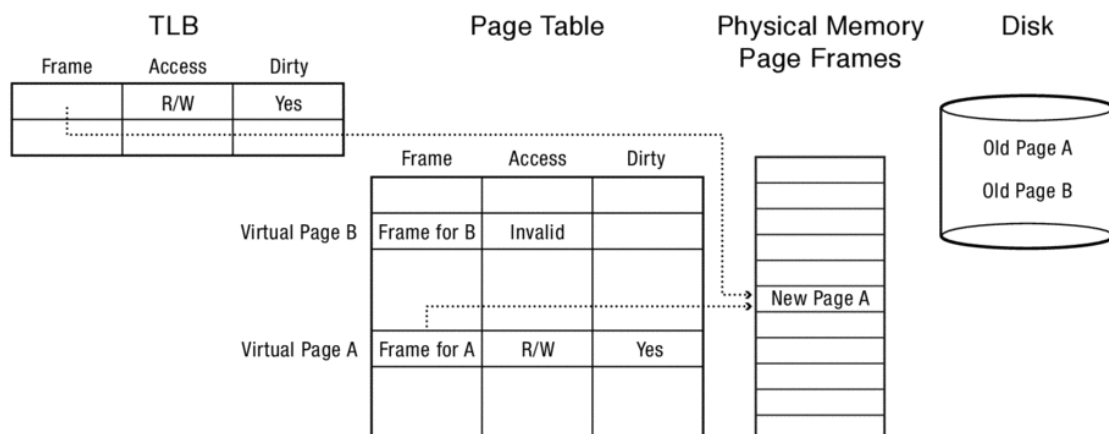 TLB
Page Table
Physical Memory
Page Frames
Disk
Frame Access Dirty
R/W Yes
Old Page A
Old Page B
Frame Access Dirty
Virtual Page B Frame for B Invalid
New Page A
Virtual Page A Frame for A R/W Yes